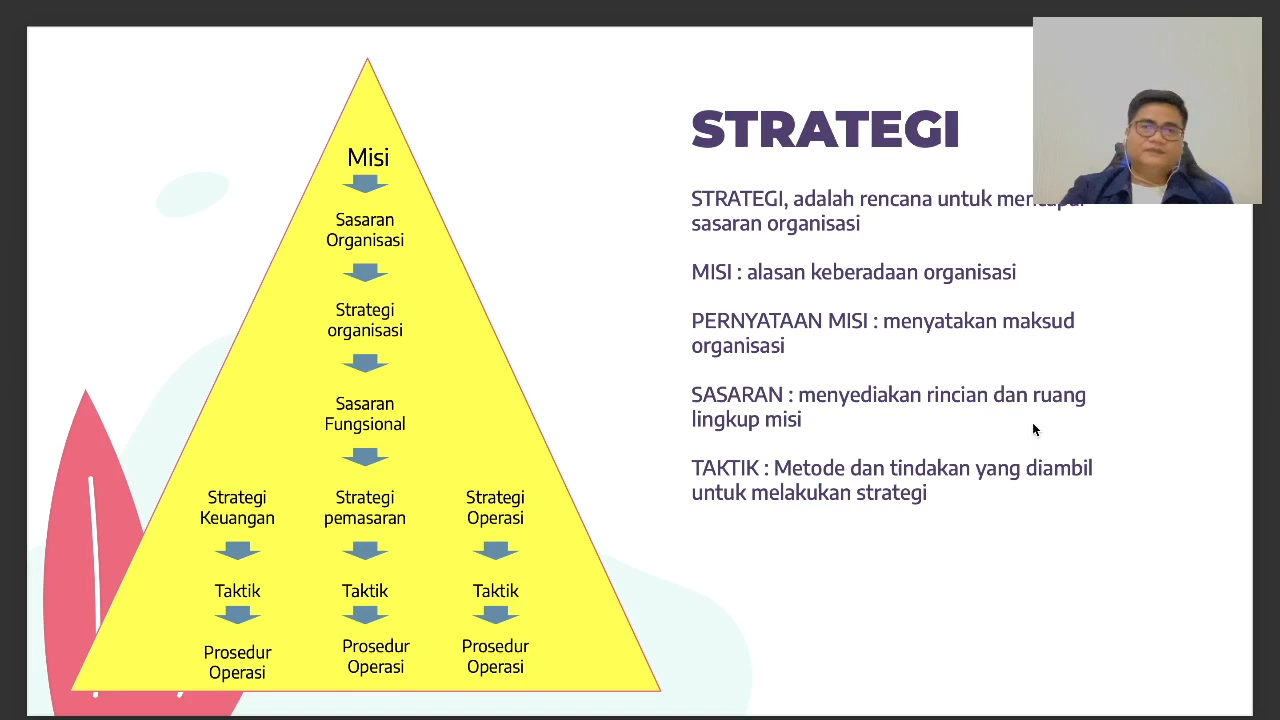 Misi
Sasaran
Organisasi
Strategi
organisasi
Sasaran
Fungsional
Strategi
Keuangan
Strategi
pemasaran
Strategi
Operasi
Taktik
Taktik
Taktik
Prosedur
Operasi
Prosedur
Operasi
Prosedur
Operasi
STRATEGI
STRATEGI, adalah rencana untuk
sasaran organisasi
MISI : alasan keberadaan organisasi
PERNYATAAN MISI : menyatakan maksud
organisasi
SASARAN : menyediakan rincian dan ruang
lingkup misi
TAKTIK : Metode dan tindakan yang diambil
untuk melakukan strategi